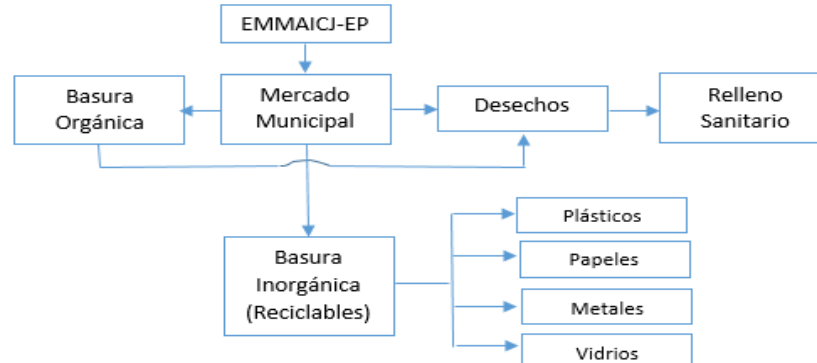 EMMAICJ-EP
Basura
Orgánica
Mercado
Municipal
Desechos
Relleno
Sanitario
Basura
Inorgánica
(Reciclables)
Plásticos
Papeles
Metales
Vidrios